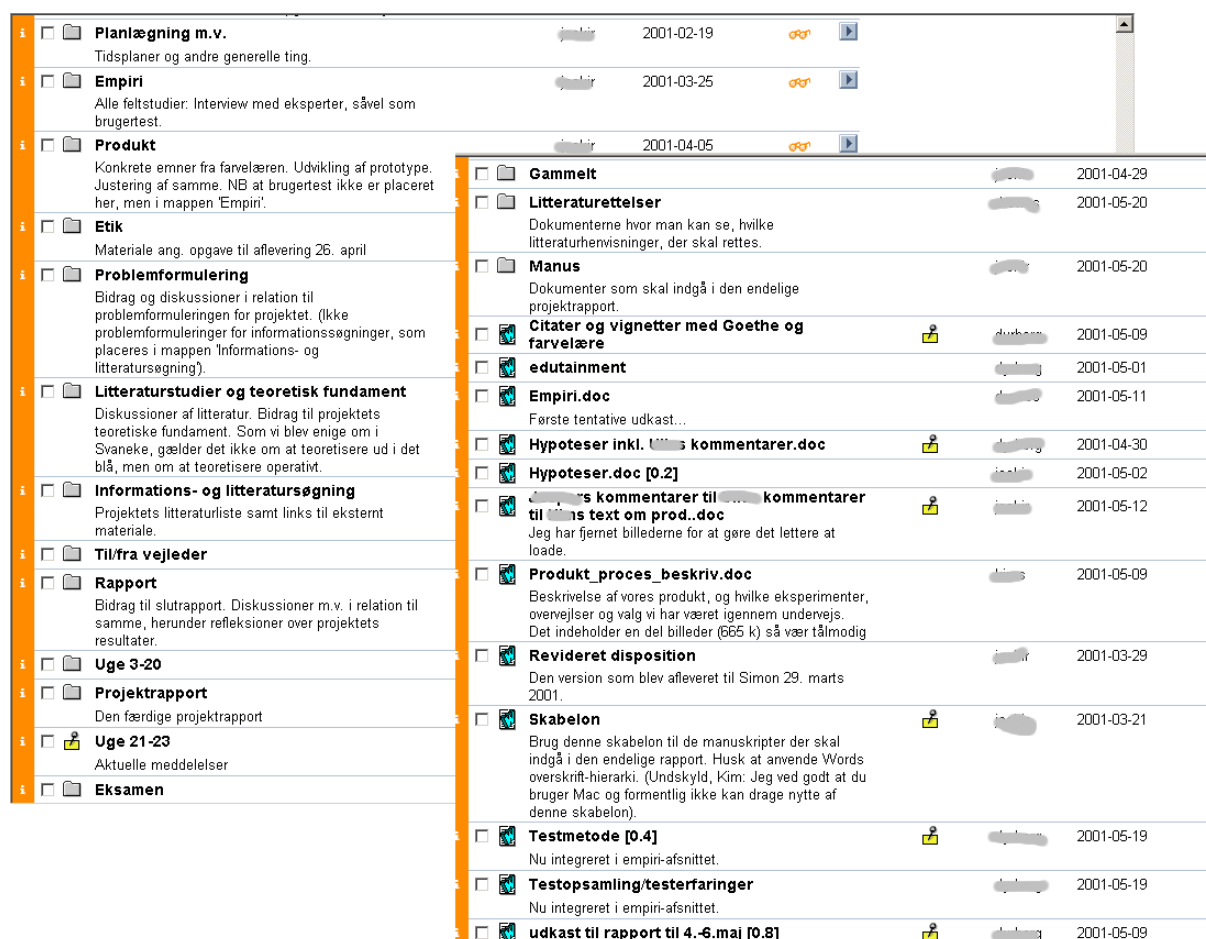 Planlægning m.v. 2001-02-19
Tidsplaner og andre generelle ting.
Empiri 2001-03-25
Alle feltstudier: Interview med eksperter, såvel som
brugertest.
Produkt 2001-04-05
Konkrete emner fra farvelæren. Udvikling af prototype.
Justering af samme. NB at brugertest ikke er placeret
her, men i mappen 'Empiri'.
Etik
Materiale ang. opgave til aflevering 26. april
Problemformulering
Bidrag og diskussioner i relation til
problemformuleringen for projektet. (Ikke
problemformuleringer for informationssøgninger, som
placeres i mappen 'Informations- og
litteratursøgning').
Litteraturstudier og teoretisk fundament
Diskussioner af litteratur. Bidrag til projektets
teoretiske fundament. Som vi blev enige om i
Svaneke, gælder det ikke om at teoretisere ud i det
blå, men om at teoretisere operativt.
Informations- og litteratursøgning
Projektets litteraturliste samt links til eksternt
materiale.
Til/fra vejleder
Rapport
Bidrag til slutrapport. Diskussioner m.v. i relation til
samme, herunder refleksioner over projektets
resultater.
Uge 3-20
Projektrapport
Den færdige projektrapport
Uge 21-23
Aktuelle meddelelser
Eksamen
Gammelt 2001-04-29
Litteraturettelser 2001-05-20
Dokumenterne hvor man kan se, hvilke
litteraturhenvisninger, der skal rettes.
Manus 2001-05-20
Dokumenter som skal indgå i den endelige
projektrapport.
Citater og vignetter med Goethe og
farvelære 2001-05-09
edutainment 2001-05-01
Empiri.doc 2001-05-11
Første tentative udkast...
Hypoteser inkl. kommentarer.doc 2001-04-30
Hypoteser.doc [0.2] 2001-05-02
kommentarer til kommentarer
til text om prod..doc 2001-05-12
Jeg har fjernet billederne for at gøre det lettere at
loade.
Produkt_proces_beskriv.doc 2001-05-09
Beskrivelse af vores produkt, og hvilke eksperimenter,
overvejlser og valg vi har været igennem undervejs.
Det indeholder en del billeder (665 k) så vær tålmodig
Revideret disposition 2001-03-29
Den version som blev afleveret til Simon 29. marts
2001.
Skabelon 2001-03-21
Brug denne skabelon til de manuskripter der skal
indgå i den endelige rapport. Husk at anvende Words
overskrift-hierarki. (Undskyld, Kim: Jeg ved godt at du
bruger Mac og formentlig ikke kan drage nytte af
denne skabelon).
Testmetode [0.4] 2001-05-19
Nu integreret i empiri-afsnittet.
Testopsamling/testerfaringer 2001-05-19
Nu integreret i empiri-afsnittet.
udkast til rapport til 4.-6.maj [0.8] 2001-05-09